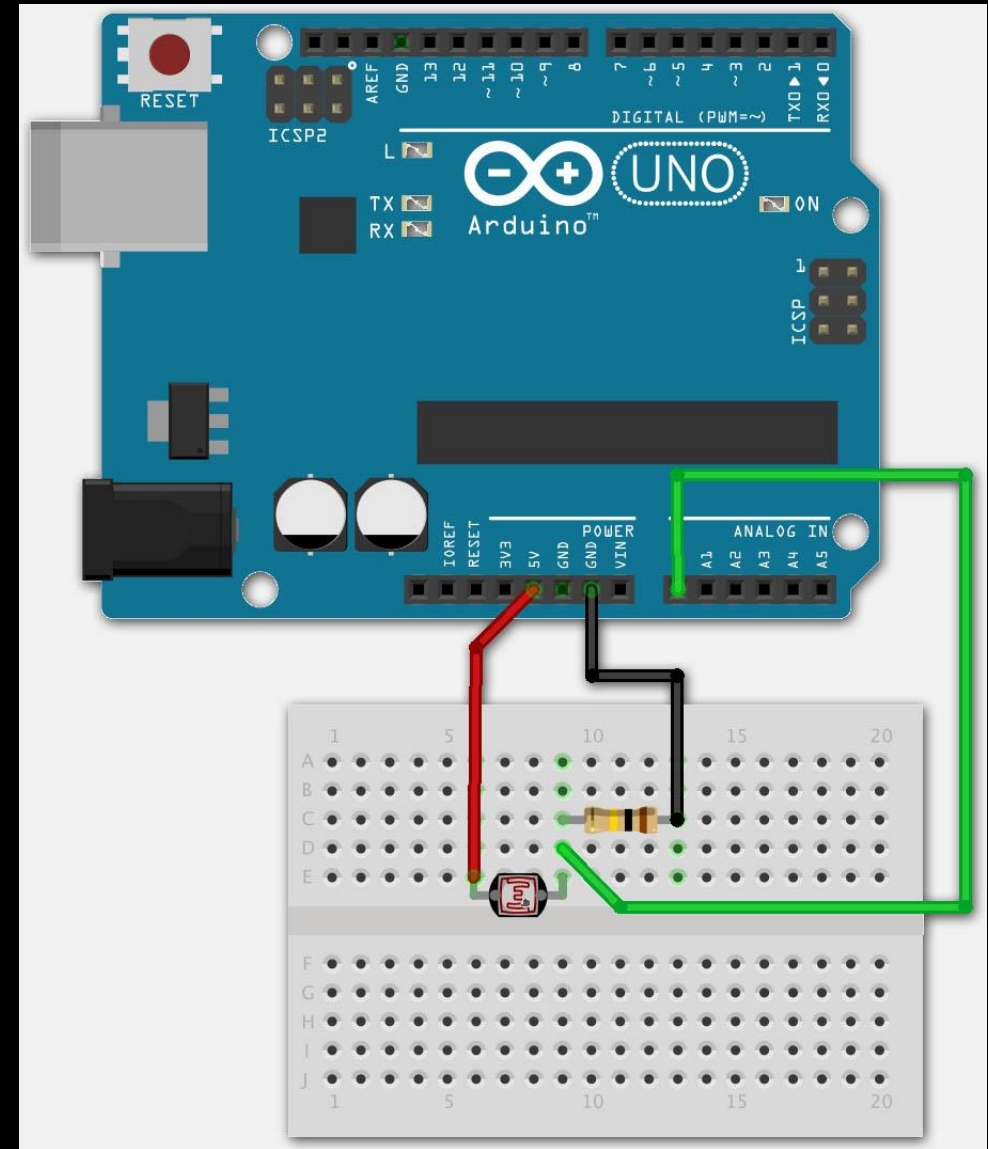 RESET
ICSP2
AREF
GND
13
12
~11
~10
~9
8
7
~6
~5
4
~3
2
TX0▶1
RX0◀0
DIGITAL (PWM=~)
L
TX
RX
Arduino™
UNO
ON
1
ICSP
IOREF
RESET
3V3
5V
GND
GND
VIN
POWER
ANALOG IN
A1
A2
A3
A4
A5
1 5 10 15 20
A
B
C
D
E
F
G
H
I
J
1 5 10 15 20